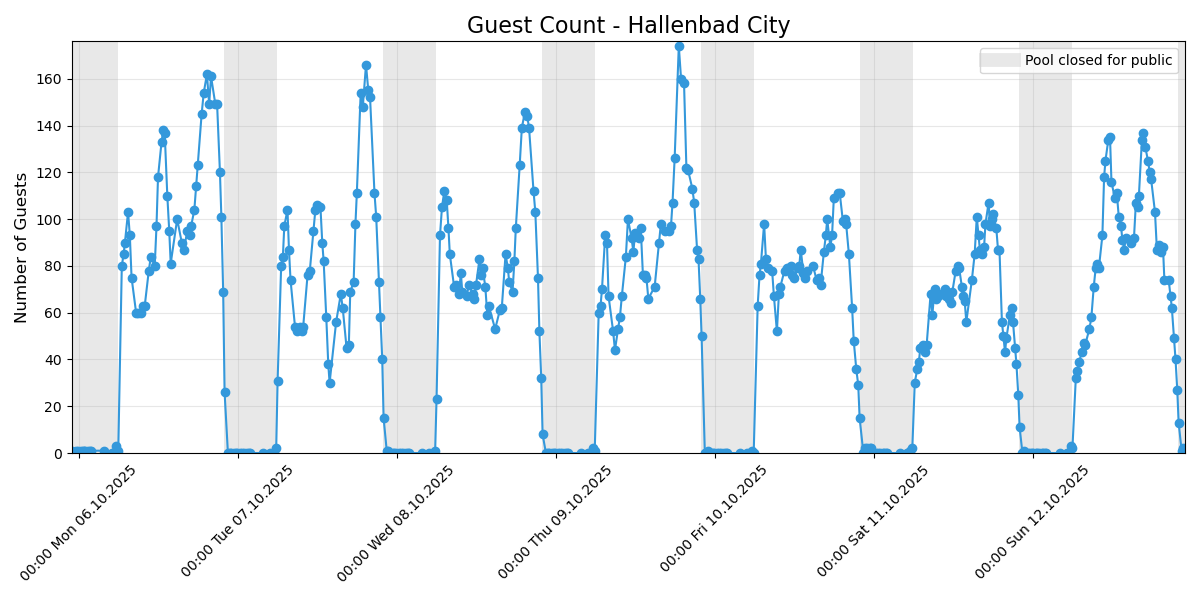 Guest Count - Hallenbad City
Pool closed for public
Number of Guests
160
140
120
100
80
60
40
20
0
00:00 Mon 06.10.2025
00:00 Tue 07.10.2025
00:00 Wed 08.10.2025
00:00 Thu 09.10.2025
00:00 Fri 10.10.2025
00:00 Sat 11.10.2025
00:00 Sun 12.10.2025